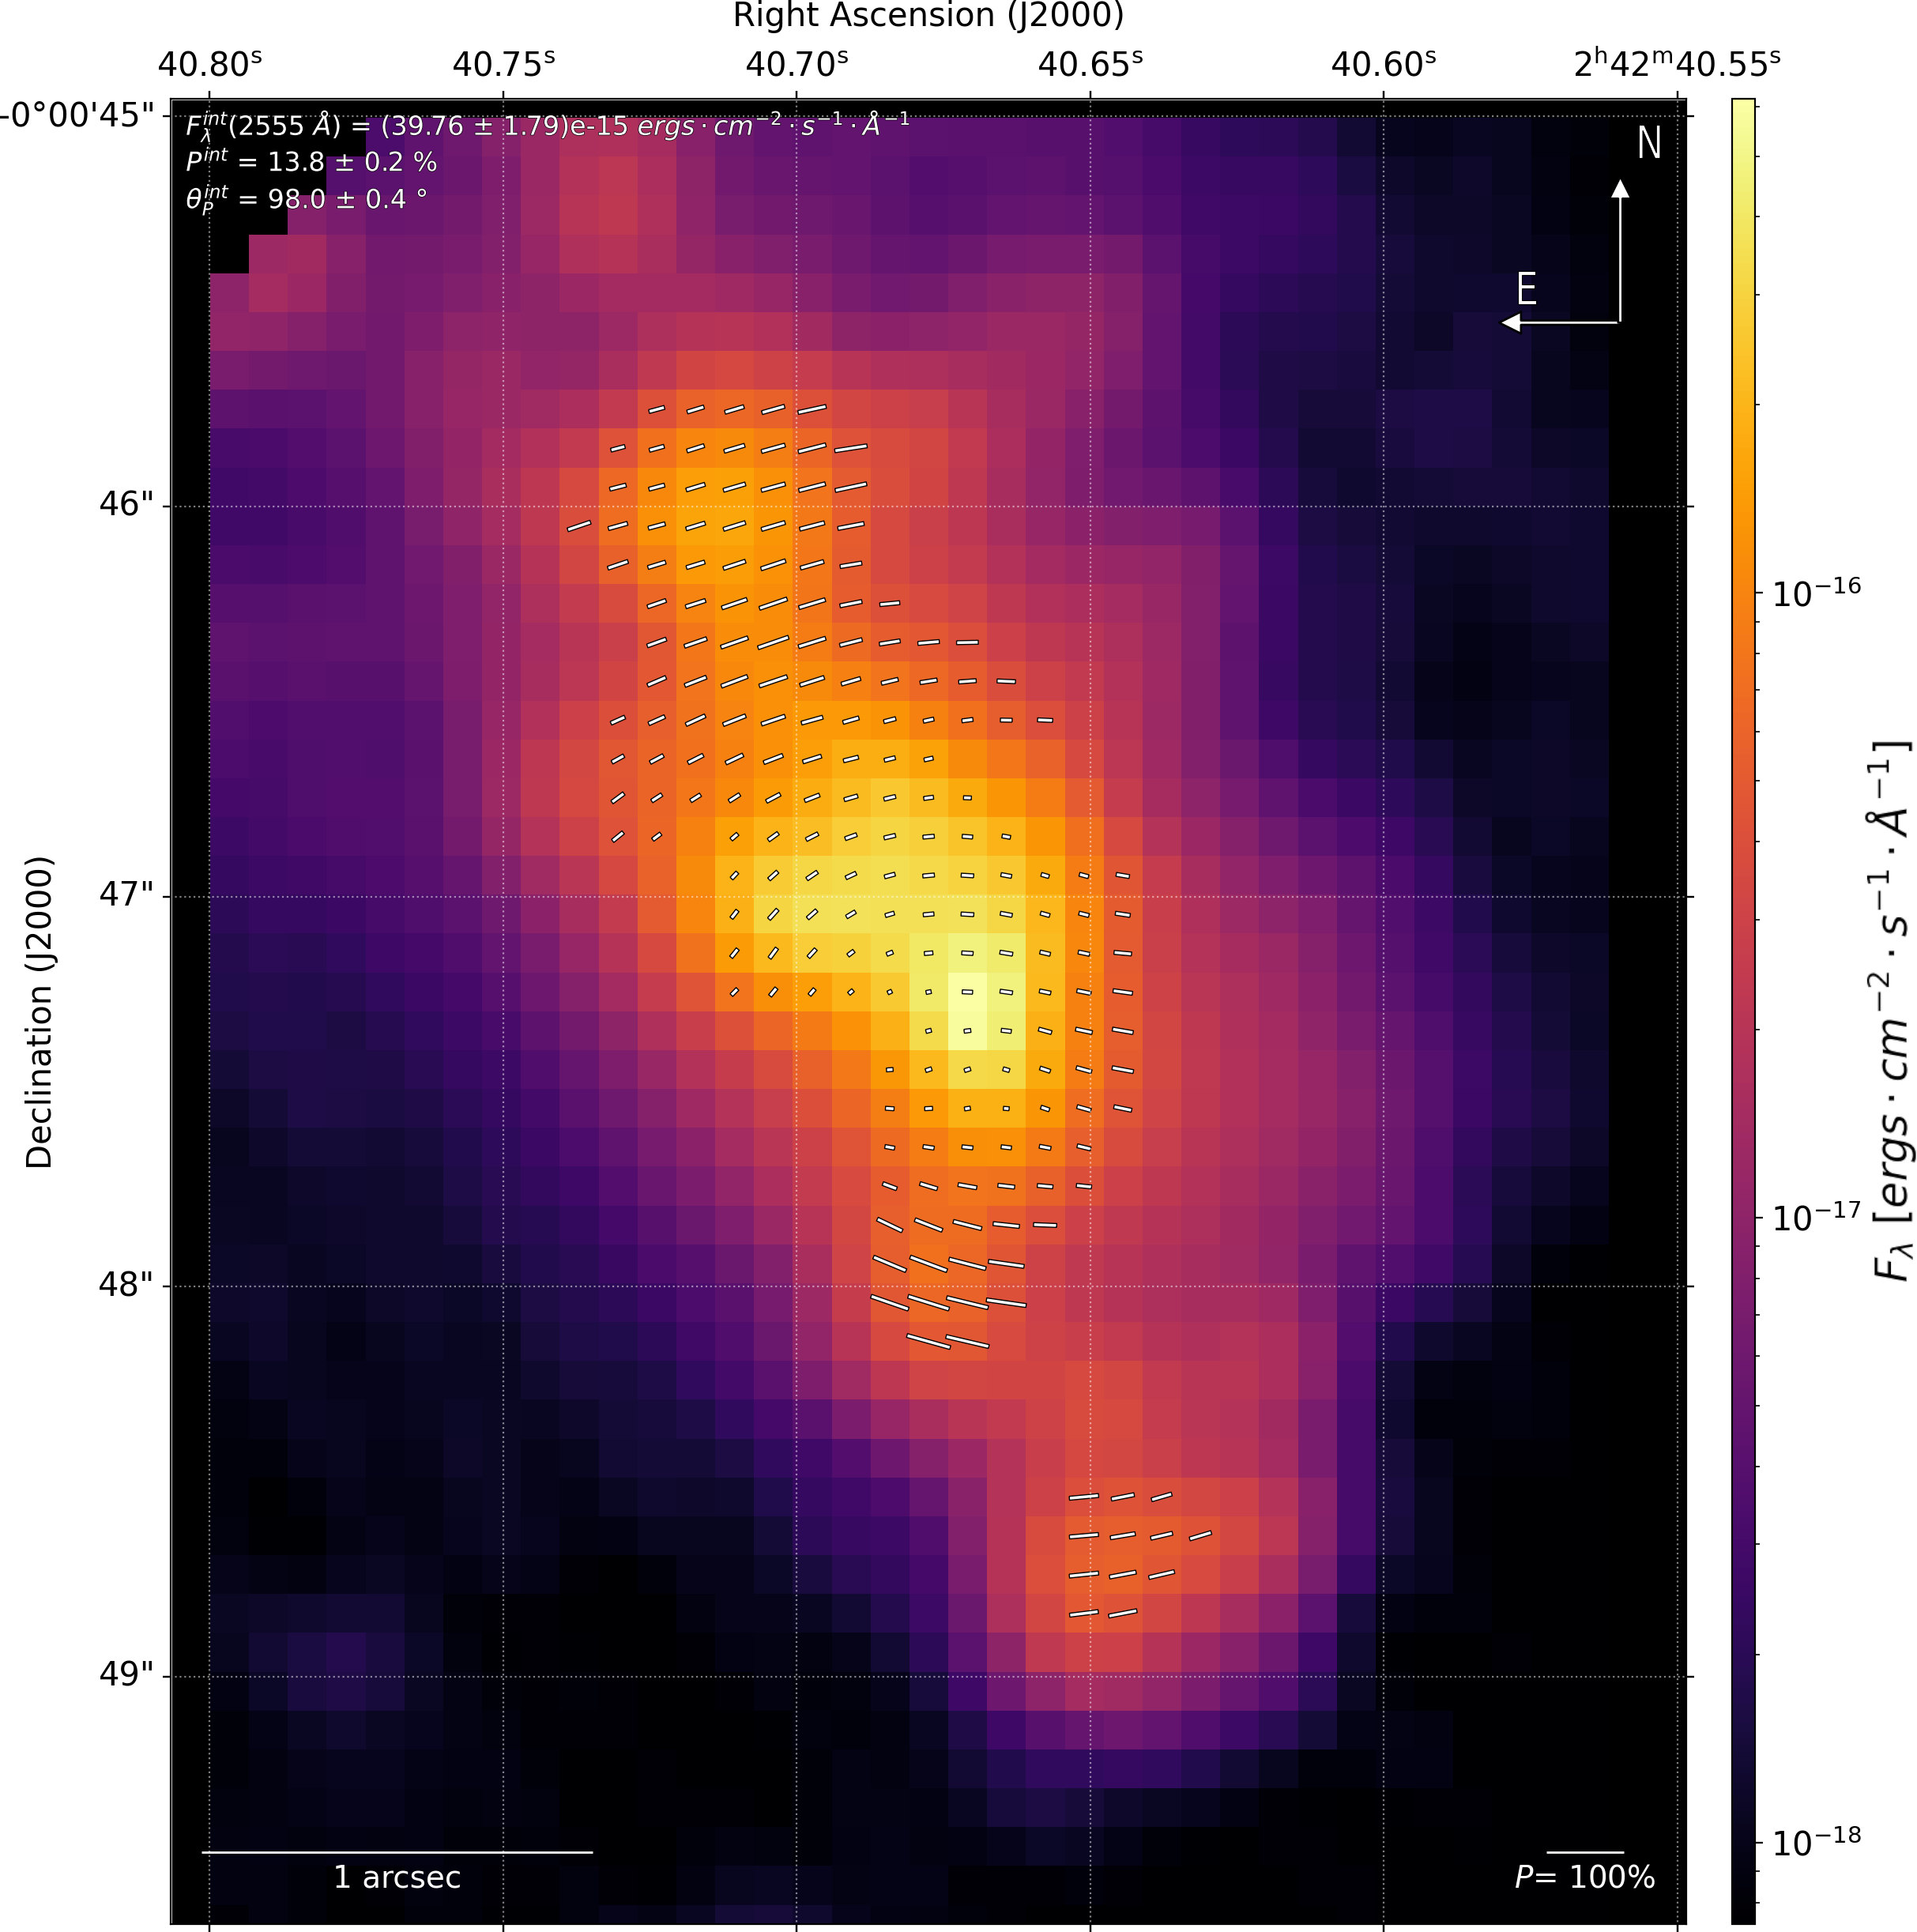 Right Ascension (J2000)
40.80ˢ 40.75ˢ 40.70ˢ 40.65ˢ 40.60ˢ 2ʰ42ᵐ40.55ˢ
-0°00'45"
F_λ^int(2555 Å) = (39.76 ± 1.79)e-15 ergs · cm⁻² · s⁻¹ · Å⁻¹
P^int = 13.8 ± 0.2 %
θ_P^int = 98.0 ± 0.4 °
N
E
46"
47"
48"
49"
Declination (J2000)
1 arcsec
P= 100%
10⁻¹⁶
10⁻¹⁷
10⁻¹⁸
F_λ [ergs · cm⁻² · s⁻¹ · Å⁻¹]